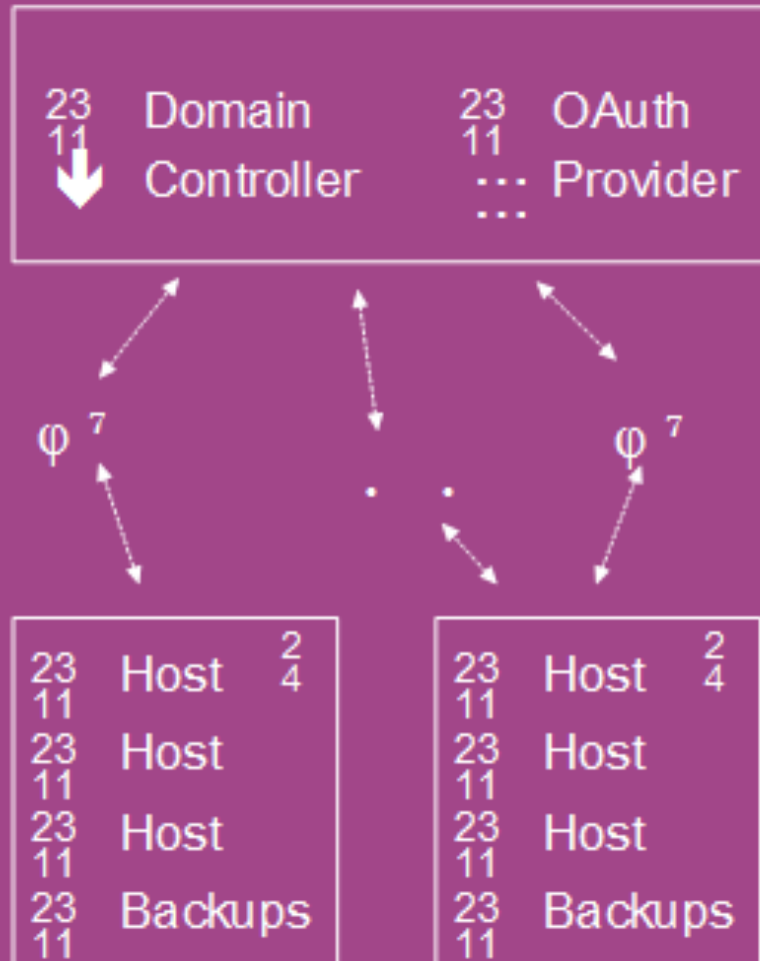 23 Domain 23 OAuth
11 11
Controller ... Provider
...
φ 7 φ 7
. .
23 Host 2 23 Host 2
11 4 11 4
23 Host 23 Host
11 11
23 Host 23 Host
11 11
23 Backups 23 Backups
11 11